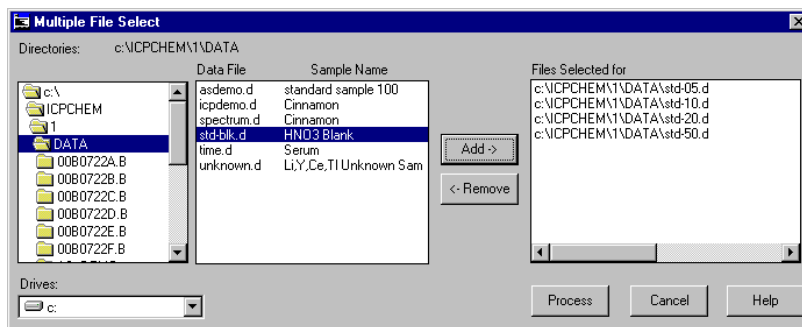 Multiple File Select
Directories: c:\ICPCHEM\1\DATA
Data File Sample Name
Files Selected for
c:\
ICPCHEM
1
DATA
00B0722A.B
00B0722B.B
00B0722C.B
00B0722D.B
00B0722E.B
00B0722F.B
asdemo.d standard sample 100
icpdemo.d Cinnamon
spectrum.d Cinnamon
std-blk.d HNO3 Blank
time.d Serum
unknown.d Li,Y,Ce,Tl Unknown Sam
Add ->
<- Remove
c:\ICPCHEM\1\DATA\std-05.d
c:\ICPCHEM\1\DATA\std-10.d
c:\ICPCHEM\1\DATA\std-20.d
c:\ICPCHEM\1\DATA\std-50.d
Drives:
c:
Process Cancel Help